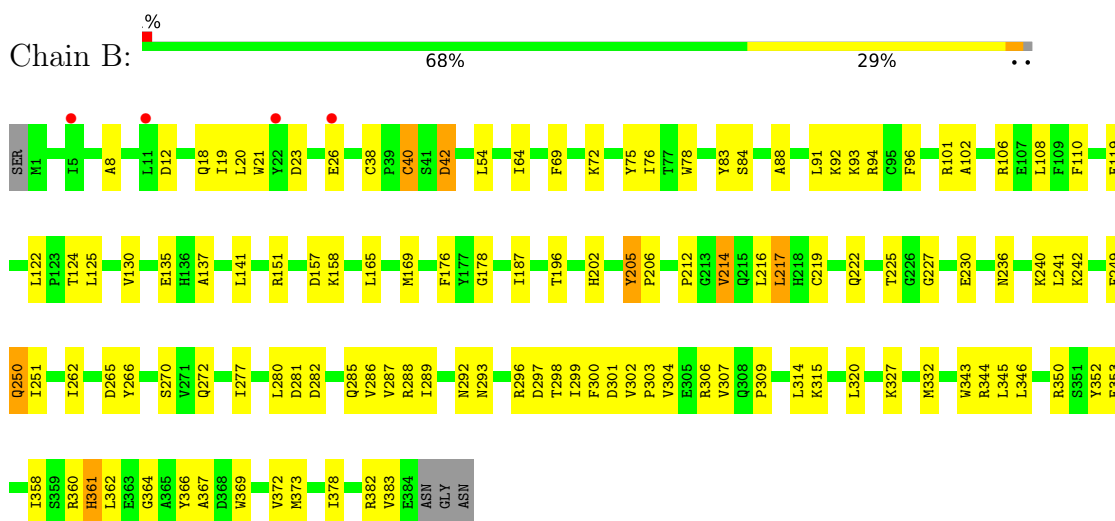 .%
Chain B:
68% 29% • •
SER M1 I5 A8 L11 D12 Q18 I19 L20 W21 Y22 D23 E26 C38 P39 C40 S41 D42 L54 I64 F69 K72 Y75 I76 T77 W78 Y83 S84 A88 L91 K92 K93 R94 C95 F96 R101 A102 R106 E107 L108 F109 F110
L122 P123 T124 L125 V130 E135 H136 A137 L141 R151 D157 K158 L165 M169 F176 Y177 G178 I187 T196 H202 Y205 P206 P212 G213 V214 Q215 L216 L217 H218 C219 Q222 T225 G226 G227 E230 N236 K240 L241 K242
Q250 I251 I262 D265 Y266 S270 V271 Q272 I277 L280 D281 D282 Q285 V286 V287 R288 I289 N292 N293 R296 D297 T298 I299 F300 D301 V302 P303 V304 E305 R306 V307 Q308 P309 L314 K315 L320 K327 M332 W343 R344 L345 L346 R350 S351 Y352
I358 S359 R360 H361 L362 E363 G364 A365 Y366 A367 D368 W369 V372 M373 I378 R382 V383 E384 ASN GLY ASN